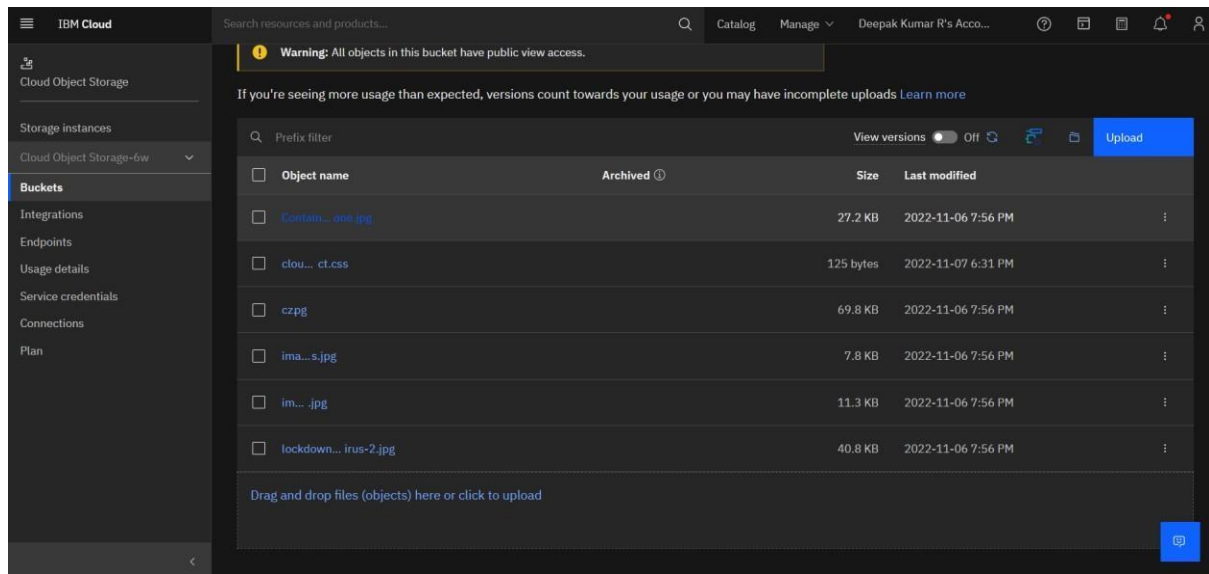 IBM Cloud
Search resources and products...
Catalog
Manage
Deepak Kumar R's Acco...
Cloud Object Storage
Storage instances
Cloud Object Storage-6w
Buckets
Integrations
Endpoints
Usage details
Service credentials
Connections
Plan
Warning: All objects in this bucket have public view access.
If you're seeing more usage than expected, versions count towards your usage or you may have incomplete uploads Learn more
Prefix filter
View versions Off
Upload
Object name Archived Size Last modified
Contain... one.jpg 27.2 KB 2022-11-06 7:56 PM
clou... ct.css 125 bytes 2022-11-07 6:31 PM
czpg 69.8 KB 2022-11-06 7:56 PM
ima...s.jpg 7.8 KB 2022-11-06 7:56 PM
im... .jpg 11.3 KB 2022-11-06 7:56 PM
lockdown... irus-2.jpg 40.8 KB 2022-11-06 7:56 PM
Drag and drop files (objects) here or click to upload